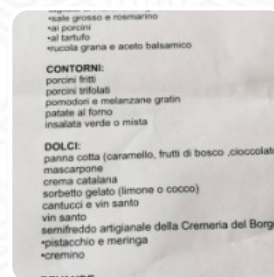 •sale grosso e rosmarino
•ai porcini
•al tartufo
•rucola grana e aceto balsamico
CONTORNI:
porcini fritti
porcini trifolati
pomodori e melanzane gratin
patate al forno
insalata verde o mista
DOLCI:
panna cotta (caramello, frutti di bosco ,cioccolato
mascarpone
crema catalana
sorbetto gelato (limone o cocco)
cantucci e vin santo
vin santo
semifreddo artigianale della Cremeria del Borg
•pistacchio e meringa
•cremino